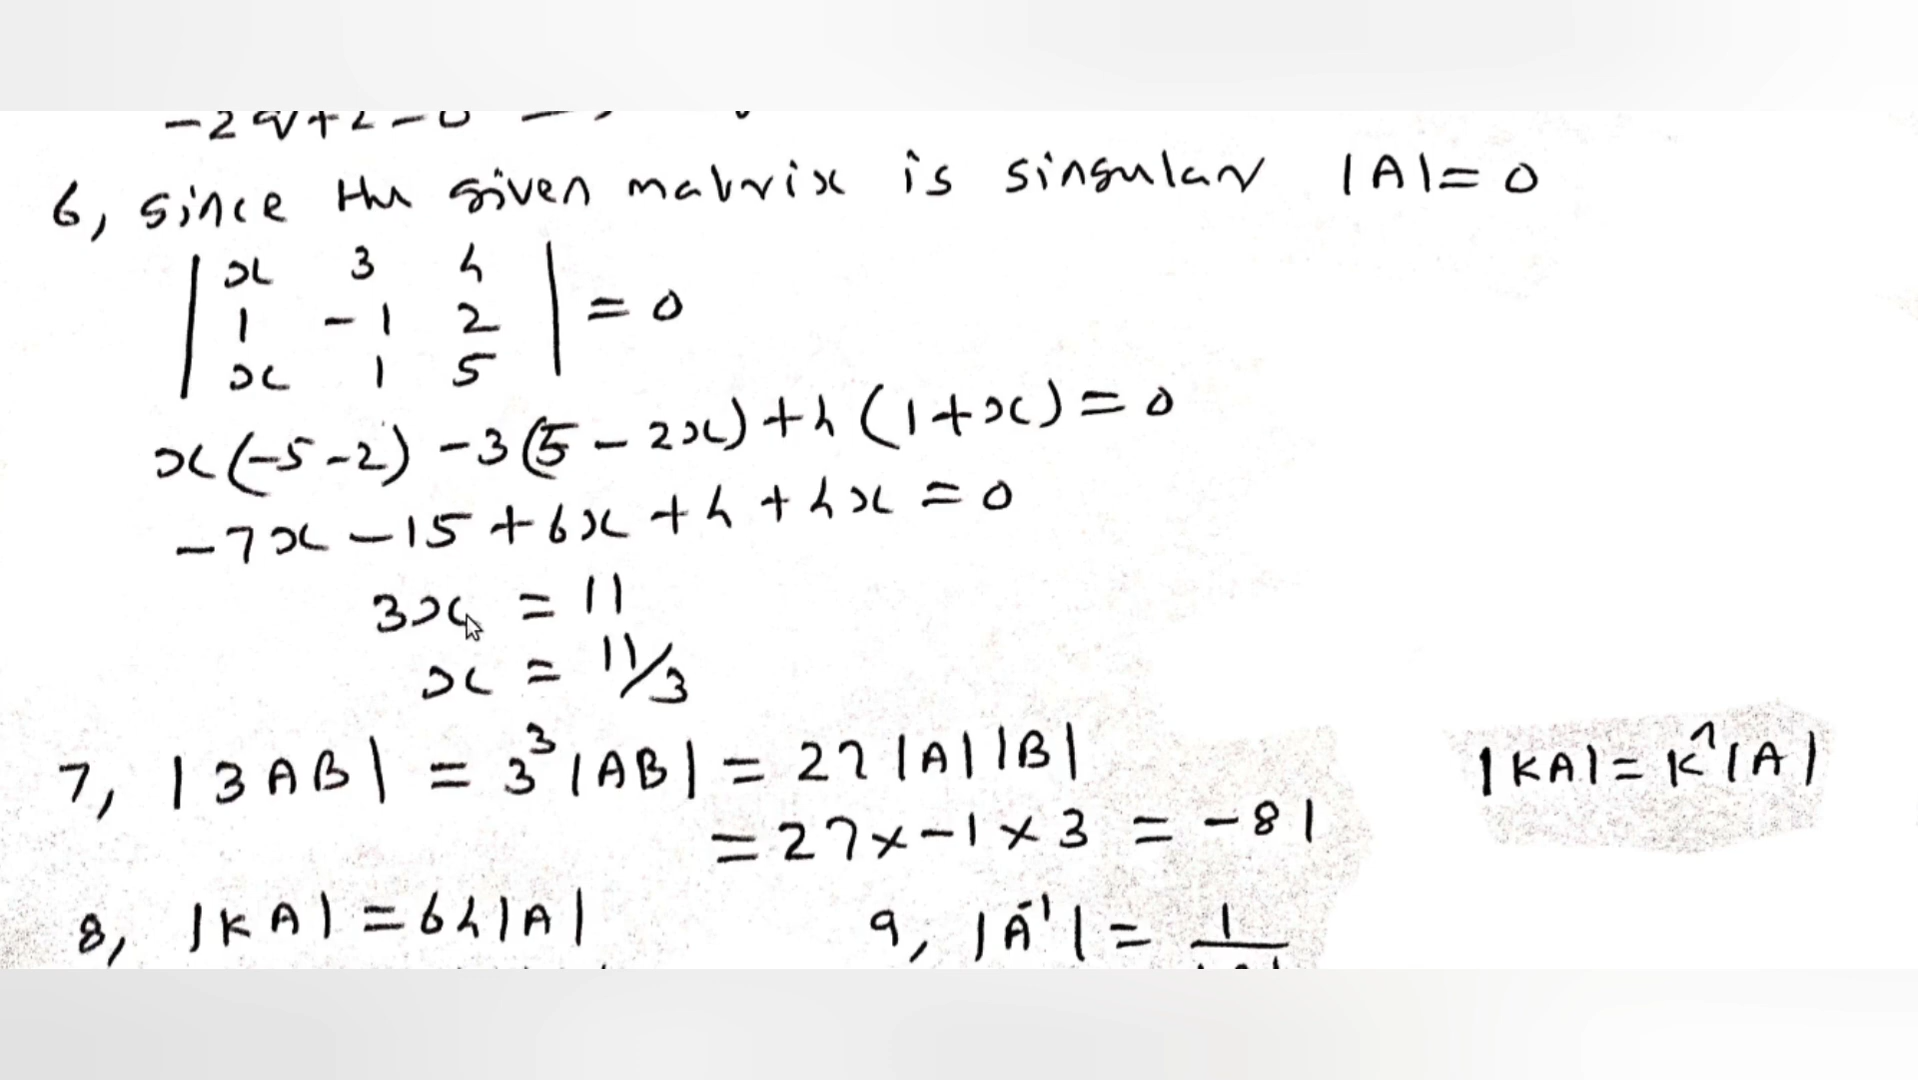 6, since the given matrix is singular |A| = 0
| x 3 4 |
| 1 -1 2 | = 0
| x 1 5 |
x(-5-2) -3(5-2x)+4(1+x) = 0
-7x -15 + 6x + 4 + 4x = 0
3x = 11
x = 11/3
7, |3AB| = 3³|AB| = 27|A||B| |KA| = Kⁿ|A|
= 27 x -1 x 3 = -81
8, |KA| = 64|A| 9, |A⁻¹| = 1